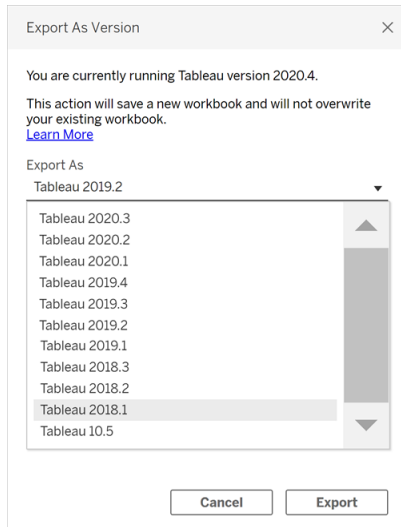 Export As Version
You are currently running Tableau version 2020.4.
This action will save a new workbook and will not overwrite
your existing workbook.
Learn More
Export As
Tableau 2019.2
Tableau 2020.3
Tableau 2020.2
Tableau 2020.1
Tableau 2019.4
Tableau 2019.3
Tableau 2019.2
Tableau 2019.1
Tableau 2018.3
Tableau 2018.2
Tableau 2018.1
Tableau 10.5
Cancel Export